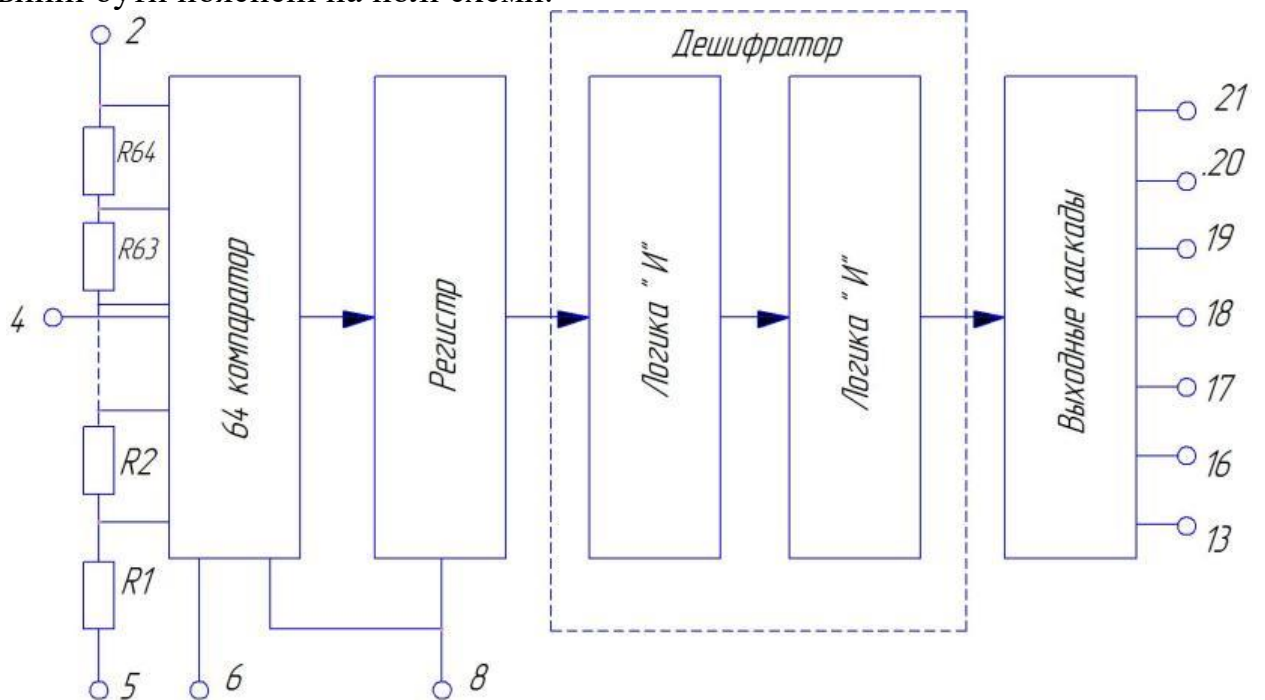 2
Дешифратор
21
R64
.20
R63
19
4
64 компаратор
Регистр
Логика " И"
Логика " И"
Выходные каскады
18
17
R2
16
13
R1
5
6
8